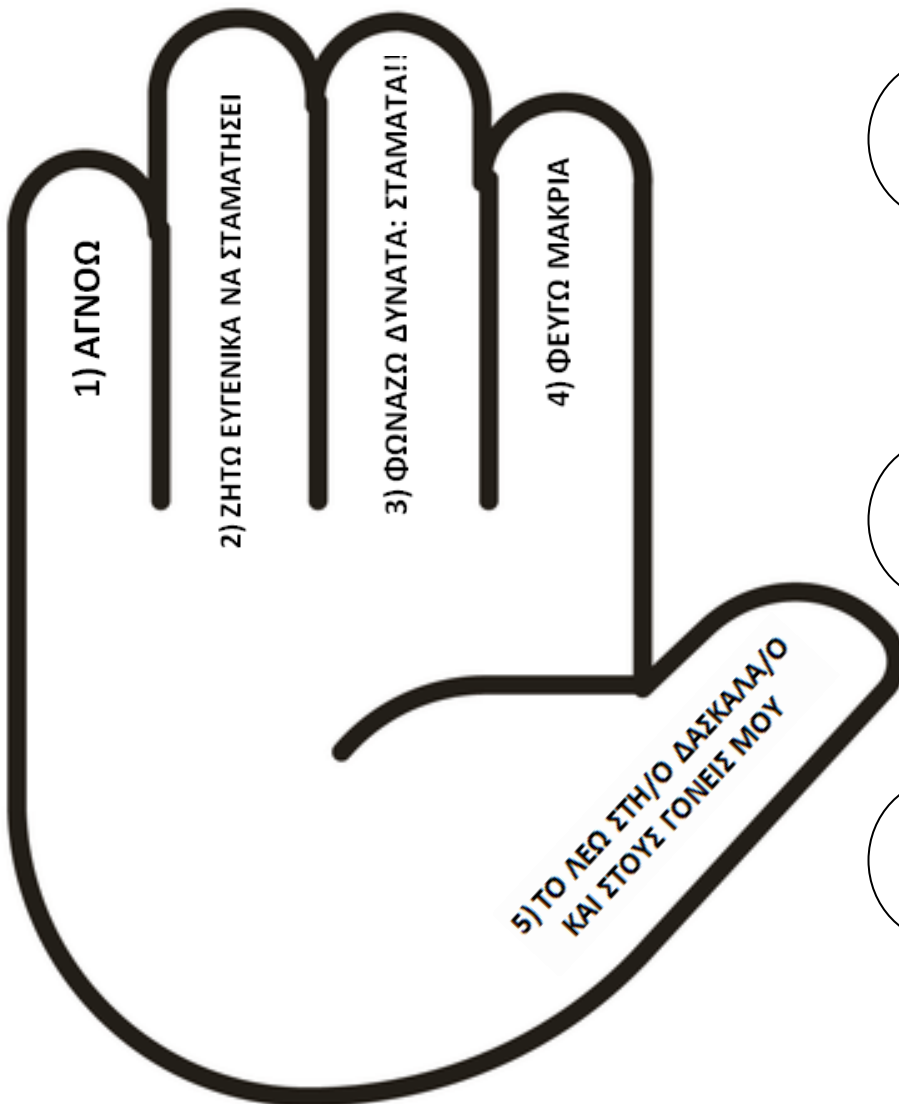 1) ΑΓΝΟΩ
2) ΖΗΤΩ ΕΥΓΕΝΙΚΑ ΝΑ ΣΤΑΜΑΤΗΣΕΙ
3) ΦΩΝΑΖΩ ΔΥΝΑΤΑ: ΣΤΑΜΑΤΑ!!
4) ΦΕΥΓΩ ΜΑΚΡΙΑ
5) ΤΟ ΛΕΩ ΣΤΗ/Ο ΔΑΣΚΑΛΑ/Ο
ΚΑΙ ΣΤΟΥΣ ΓΟΝΕΙΣ ΜΟΥ